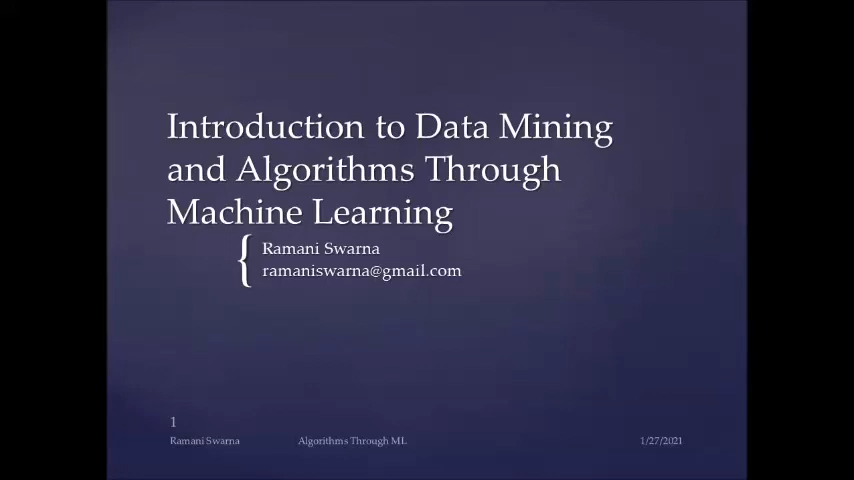 Introduction to Data Mining
and Algorithms Through
Machine Learning
{ Ramani Swarna
ramaniswarna@gmail.com
1
Ramani Swarna Algorithms Through ML 1/27/2021